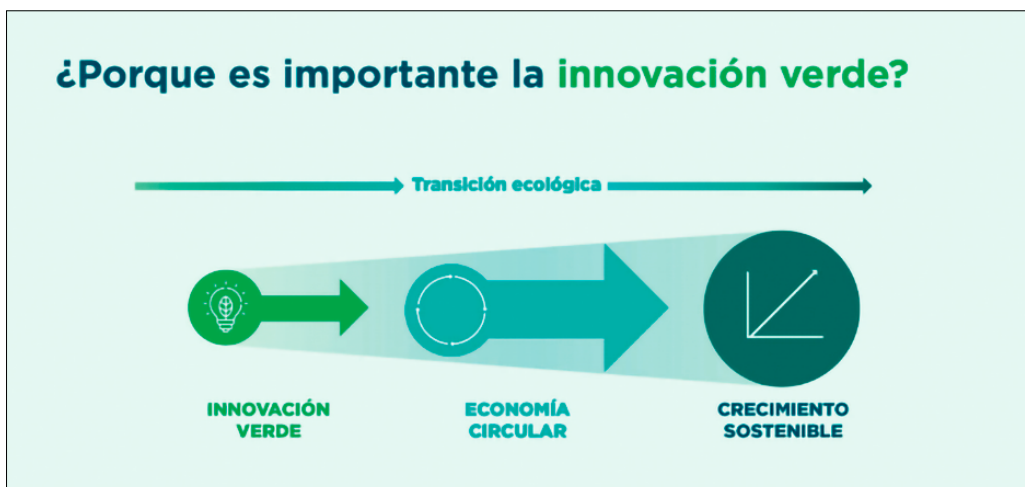 ¿Porque es importante la innovación verde?
Transición ecológica
INNOVACIÓN
VERDE
ECONOMÍA
CIRCULAR
CRECIMIENTO
SOSTENIBLE